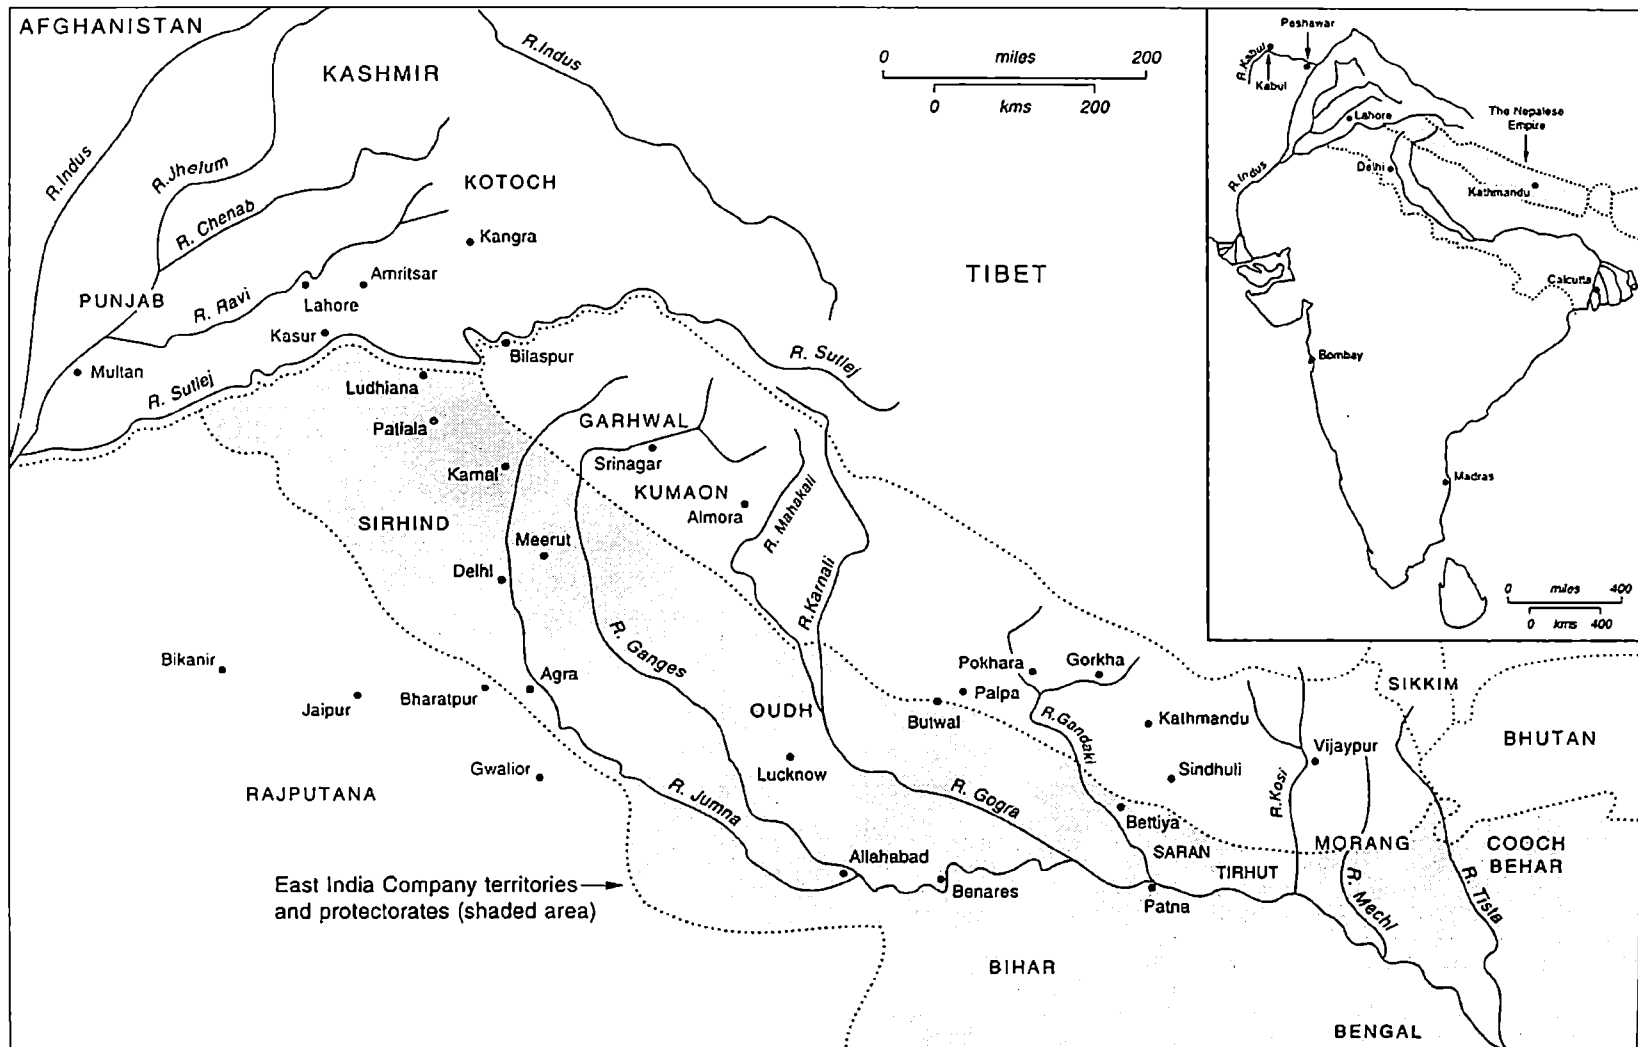 AFGHANISTAN
KASHMIR
R.Indus
R.Indus
R.Jhelum
R. Chenab
KOTOCH
Kangra
PUNJAB
R. Ravi
Lahore
Amritsar
Kasur
Multan
R. Sutlej
Ludhiana
Bilaspur
R. Sutlej
TIBET
0 miles 200
0 kms 200
Patiala
Karnal
GARHWAL
Srinagar
KUMAON
Almora
R. Mahakali
R.Karnali
SIRHIND
Meerut
Delhi
R. Ganges
Bikanir
Jaipur
Bharatpur
Agra
OUDH
Lucknow
Gwalior
RAJPUTANA
R. Jumna
R. Gogra
Butwal
Palpa
Pokhara
Gorkha
R.Gandaki
Kathmandu
Sindhuli
Bettiya
SARAN
TIRHUT
R.Kosi
Vijaypur
MORANG
R. Mechi
SIKKIM
BHUTAN
COOCH
BEHAR
R. Tista
Allahabad
Benares
Patna
East India Company territories
and protectorates (shaded area)
BIHAR
BENGAL
Peshawar
R.Kabul
Kabul
Lahore
The Nepalese
Empire
R.Indus
Delhi
Kathmandu
Calcutta
Bombay
Madras
0 miles 400
0 kms 400